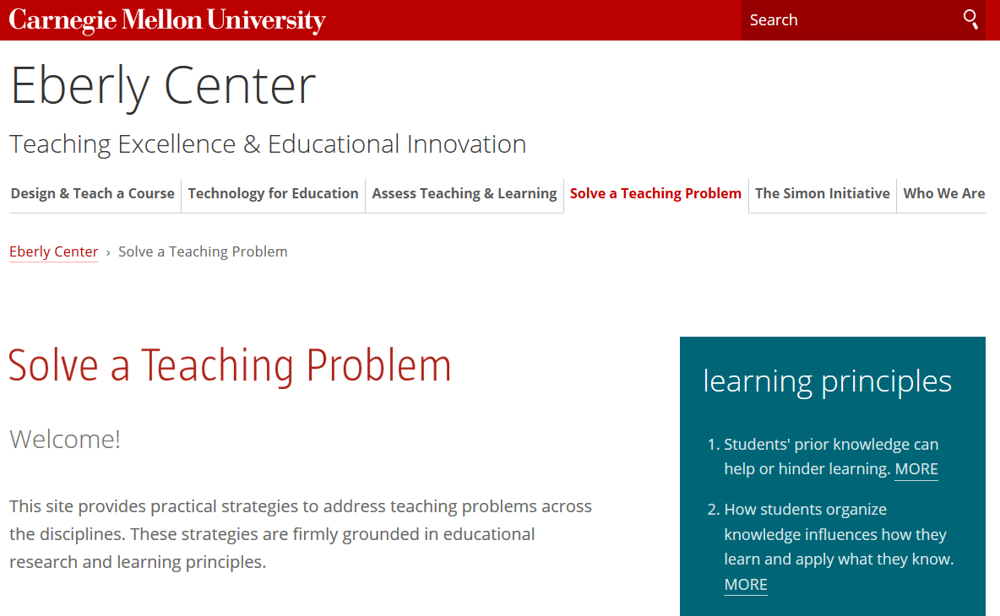 Carnegie Mellon University
Search
Eberly Center
Teaching Excellence & Educational Innovation
Design & Teach a Course
Technology for Education
Assess Teaching & Learning
Solve a Teaching Problem
The Simon Initiative
Who We Are
Eberly Center › Solve a Teaching Problem
Solve a Teaching Problem
Welcome!
This site provides practical strategies to address teaching problems across
the disciplines. These strategies are firmly grounded in educational
research and learning principles.
learning principles
1. Students' prior knowledge can
help or hinder learning. MORE
2. How students organize
knowledge influences how they
learn and apply what they know.
MORE